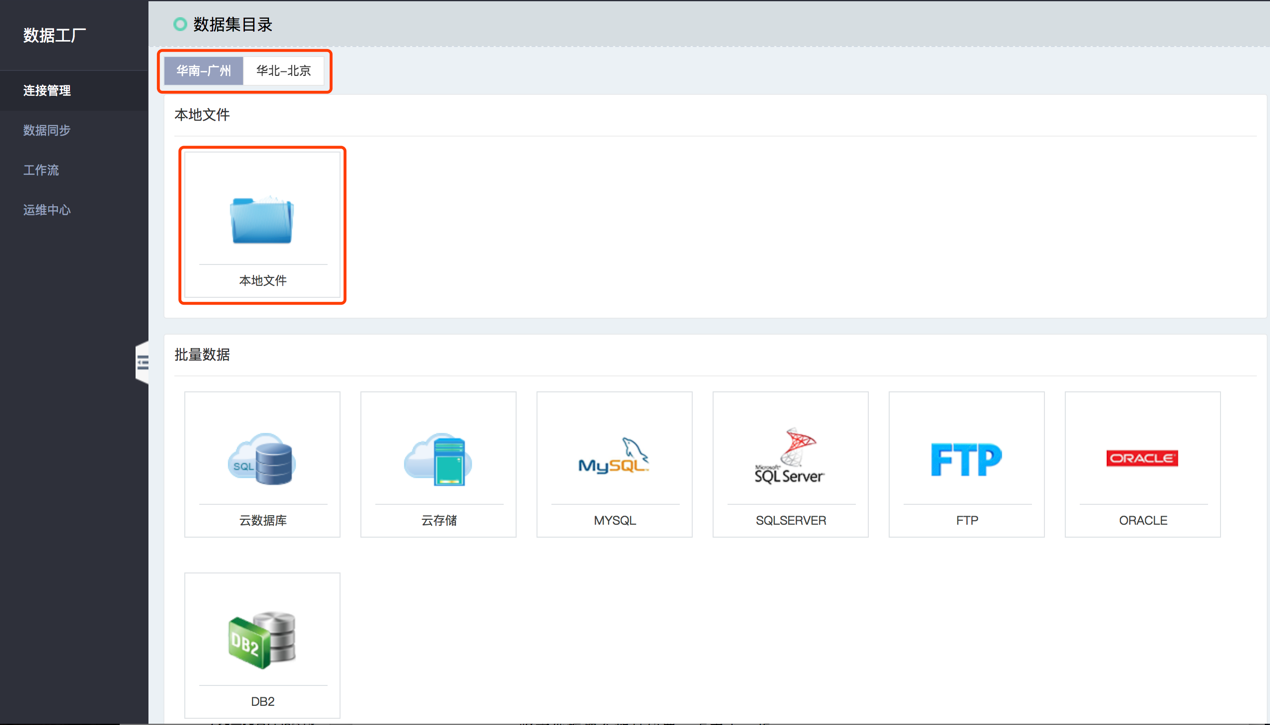 数据工厂
连接管理
数据同步
工作流
运维中心
数据集目录
华南-广州 华北-北京
本地文件
本地文件
批量数据
SQL
MySQL
Microsoft SQL Server
FTP
ORACLE
云数据库 云存储 MYSQL SQLSERVER FTP ORACLE
DB2
DB2